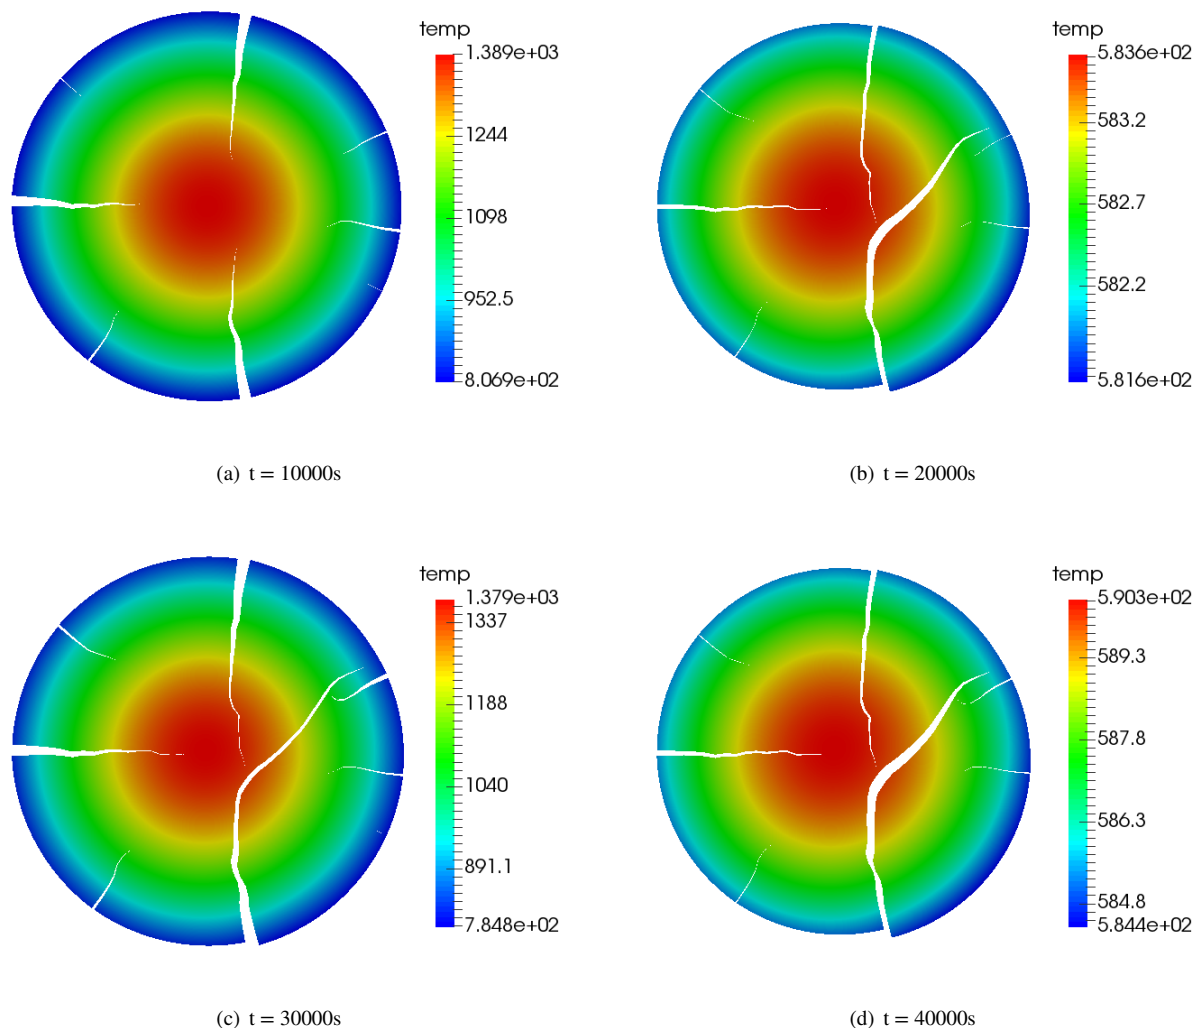 temp
1.389e+03
1244
1098
952.5
8.069e+02
(a) t = 10000s
temp
5.836e+02
583.2
582.7
582.2
5.816e+02
(b) t = 20000s
temp
1.379e+03
1337
1188
1040
891.1
7.848e+02
(c) t = 30000s
temp
5.903e+02
589.3
587.8
586.3
584.8
5.844e+02
(d) t = 40000s